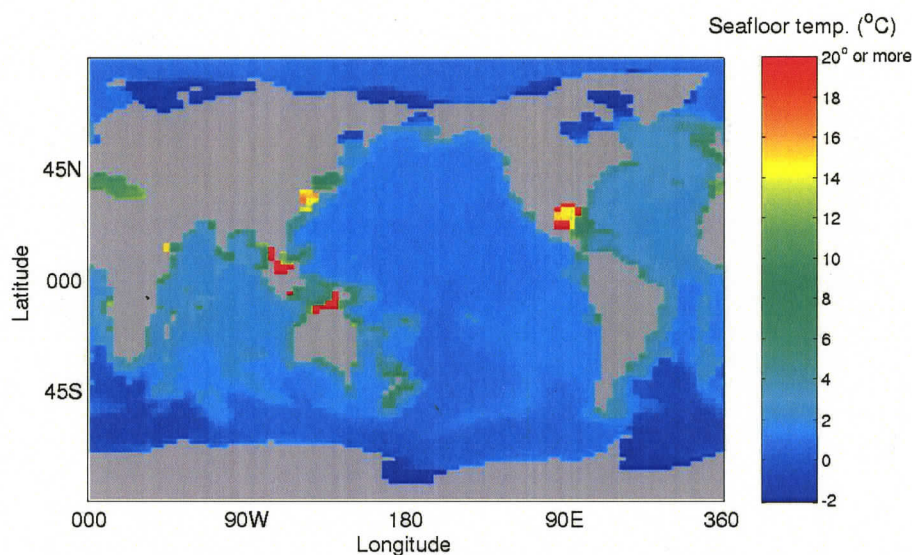 Seafloor temp. (°C)
20° or more
18
16
14
12
10
8
6
4
2
0
-2
45N
000
45S
Latitude
000 90W 180 90E 360
Longitude